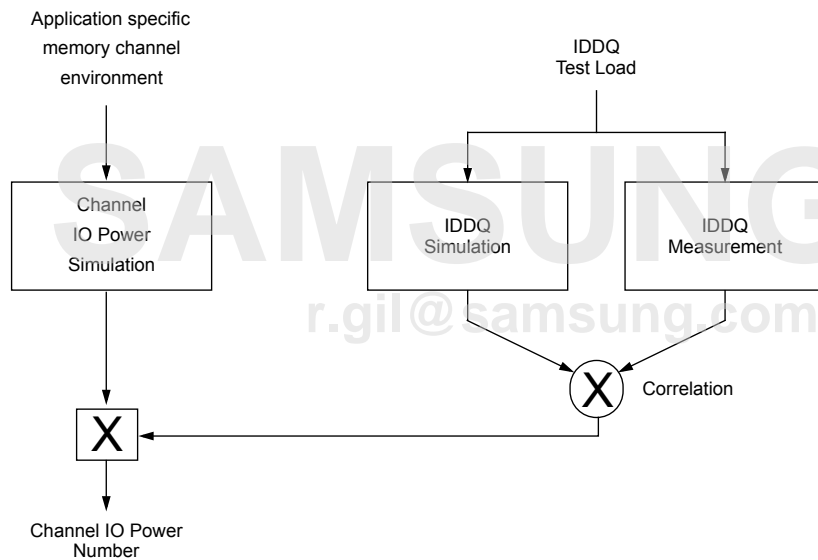 Application specific
memory channel
environment
IDDQ
Test Load
SAMSUNG
Channel
IO Power
Simulation
IDDQ
Simulation
IDDQ
Measurement
r.gil@samsung.com
X
Correlation
X
Channel IO Power
Number